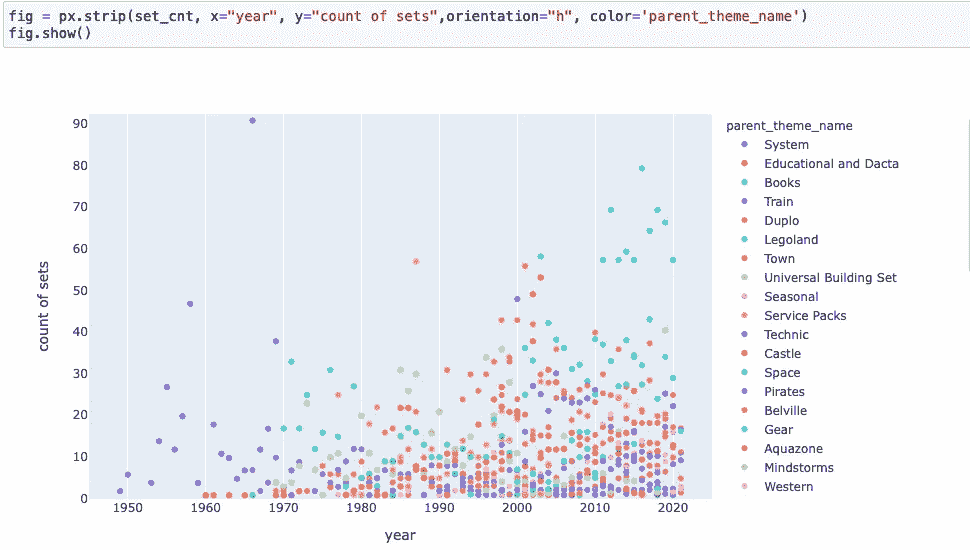 fig = px.strip(set_cnt, x="year", y="count of sets",orientation="h", color='parent_theme_name')
fig.show()
parent_theme_name
System
Educational and Dacta
Books
Train
Duplo
Legoland
Town
Universal Building Set
Seasonal
Service Packs
Technic
Castle
Space
Pirates
Belville
Gear
Aquazone
Mindstorms
Western
count of sets
90
80
70
60
50
40
30
20
10
0
1950 1960 1970 1980 1990 2000 2010 2020
year